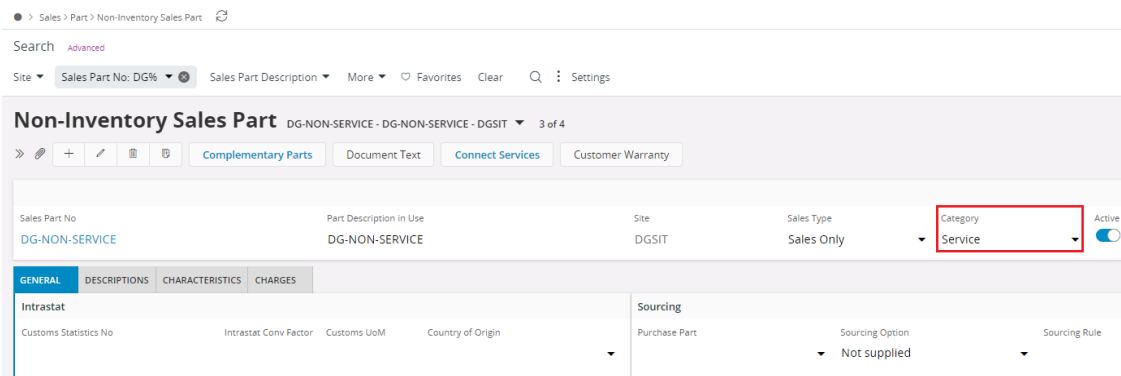 > Sales > Part > Non-Inventory Sales Part
Search Advanced
Site Sales Part No: DG% Sales Part Description More Favorites Clear Settings
Non-Inventory Sales Part DG-NON-SERVICE - DG-NON-SERVICE - DGSIT 3 of 4
Complementary Parts Document Text Connect Services Customer Warranty
Sales Part No Part Description in Use Site Sales Type Category Active
DG-NON-SERVICE DG-NON-SERVICE DGSIT Sales Only Service
GENERAL DESCRIPTIONS CHARACTERISTICS CHARGES
Intrastat Sourcing
Customs Statistics No Intrastat Conv Factor Customs UoM Country of Origin Purchase Part Sourcing Option Sourcing Rule
Not supplied